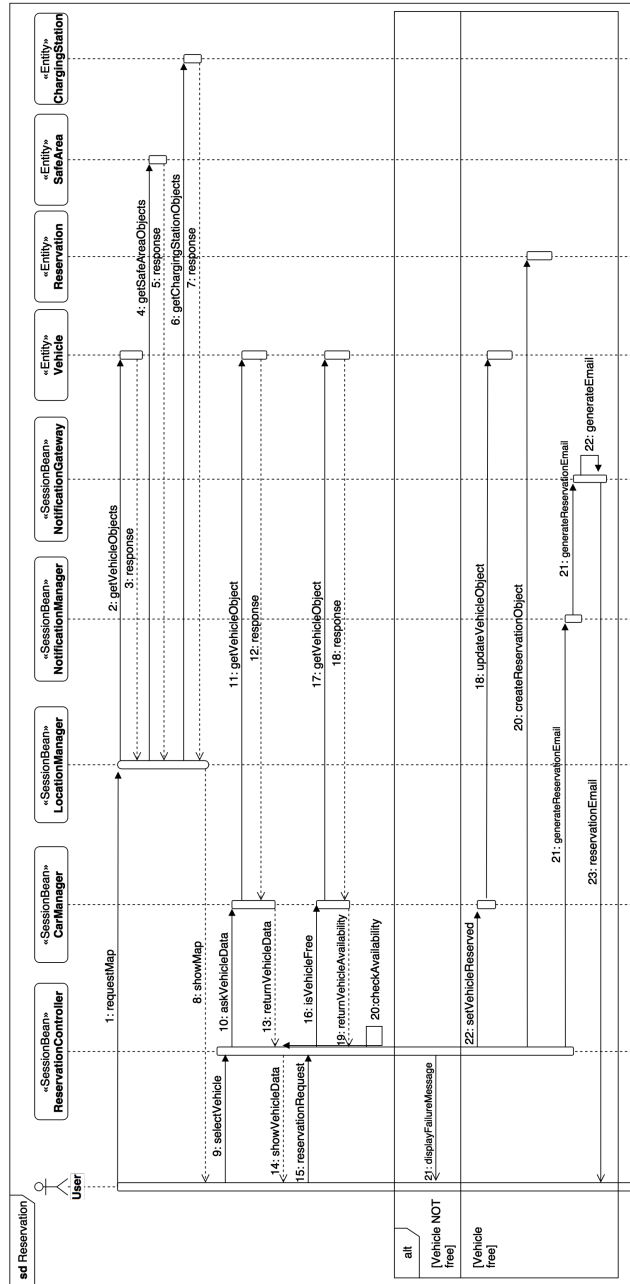 sd Reservation
User
«SessionBean»
ReservationController
«SessionBean»
CarManager
«SessionBean»
LocationManager
«SessionBean»
NotificationManager
«SessionBean»
NotificationGateway
«Entity»
Vehicle
«Entity»
Reservation
«Entity»
SafeArea
«Entity»
ChargingStation
1: requestMap
2: getVehicleObjects
3: response
4: getSafeAreaObjects
5: response
6: getChargingStationObjects
7: response
8: showMap
9: selectVehicle
10: askVehicleData
11: getVehicleObject
12: response
13: returnVehicleData
14: showVehicleData
15: reservationRequest
16: isVehicleFree
17: getVehicleObject
18: response
19: returnVehicleAvailability
20:checkAvailability
alt
[Vehicle NOT
free]
21: displayFailureMessage
[Vehicle
free]
22: setVehicleReserved
18: updateVehicleObject
20: createReservationObject
21: generateReservationEmail
21: generateReservationEmail
22: generateEmail
23: reservationEmail